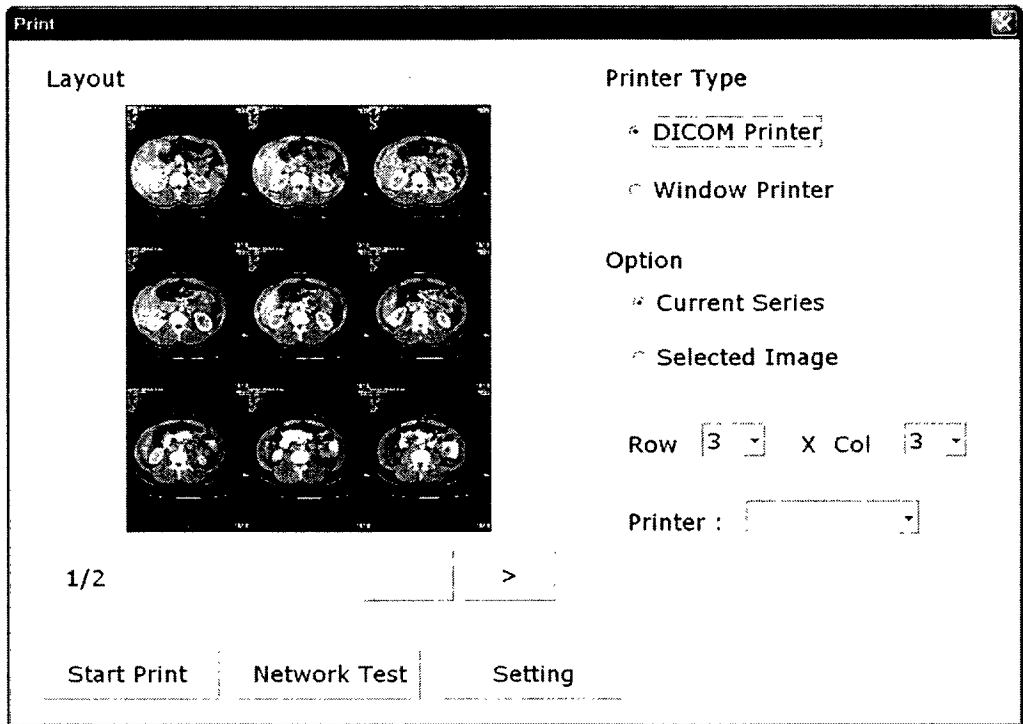 Print
Layout
Printer Type
DICOM Printer
Window Printer
Option
Current Series
Selected Image
Row 3 X Col 3
Printer :
1/2
>
Start Print
Network Test
Setting